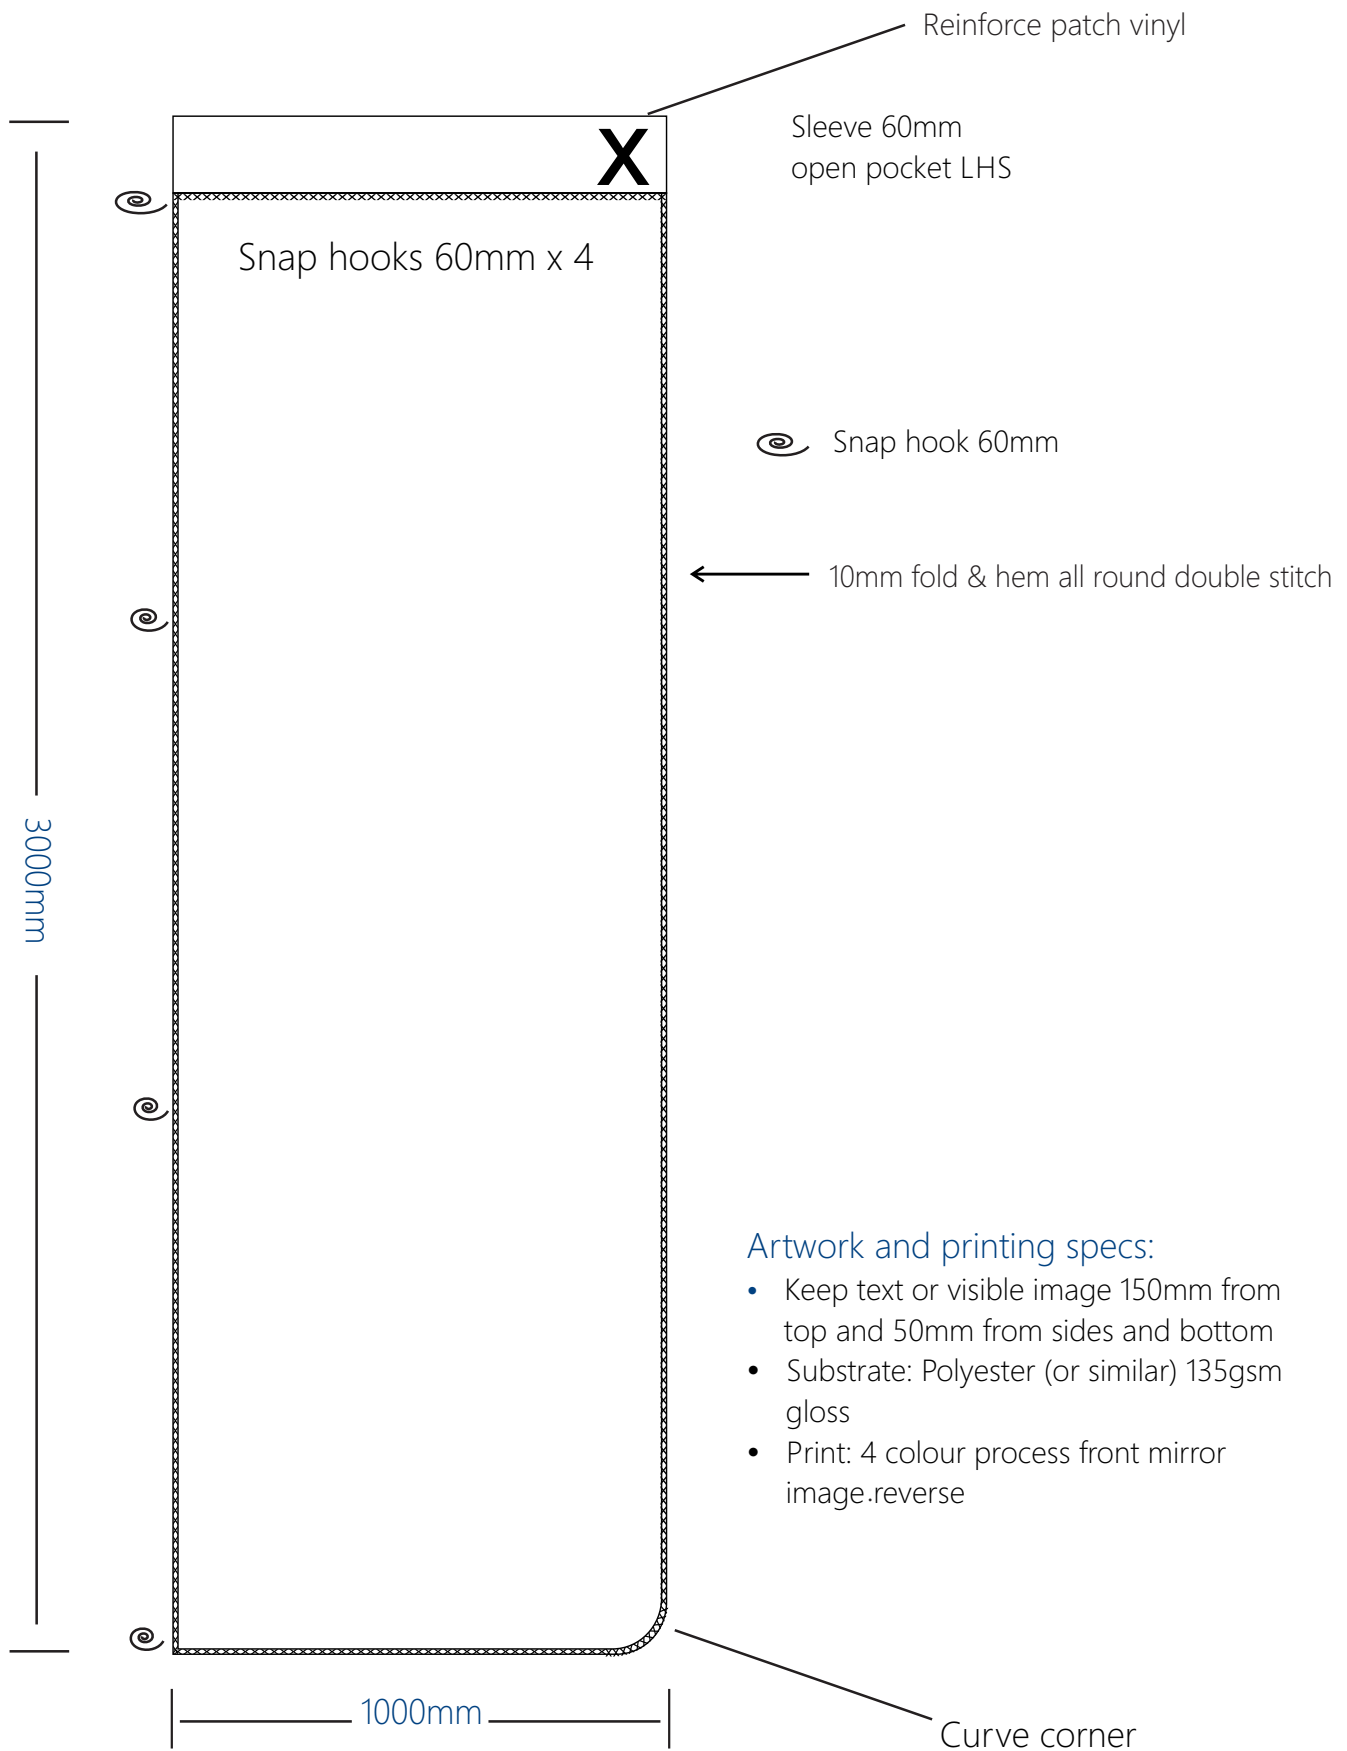 Reinforce patch vinyl
Sleeve 60mm
open pocket LHS
X
Snap hooks 60mm x 4
Snap hook 60mm
10mm fold & hem all round double stitch
3000mm
Artwork and printing specs:
• Keep text or visible image 150mm from
top and 50mm from sides and bottom
• Substrate: Polyester (or similar) 135gsm
gloss
• Print: 4 colour process front mirror
image.reverse
1000mm
Curve corner